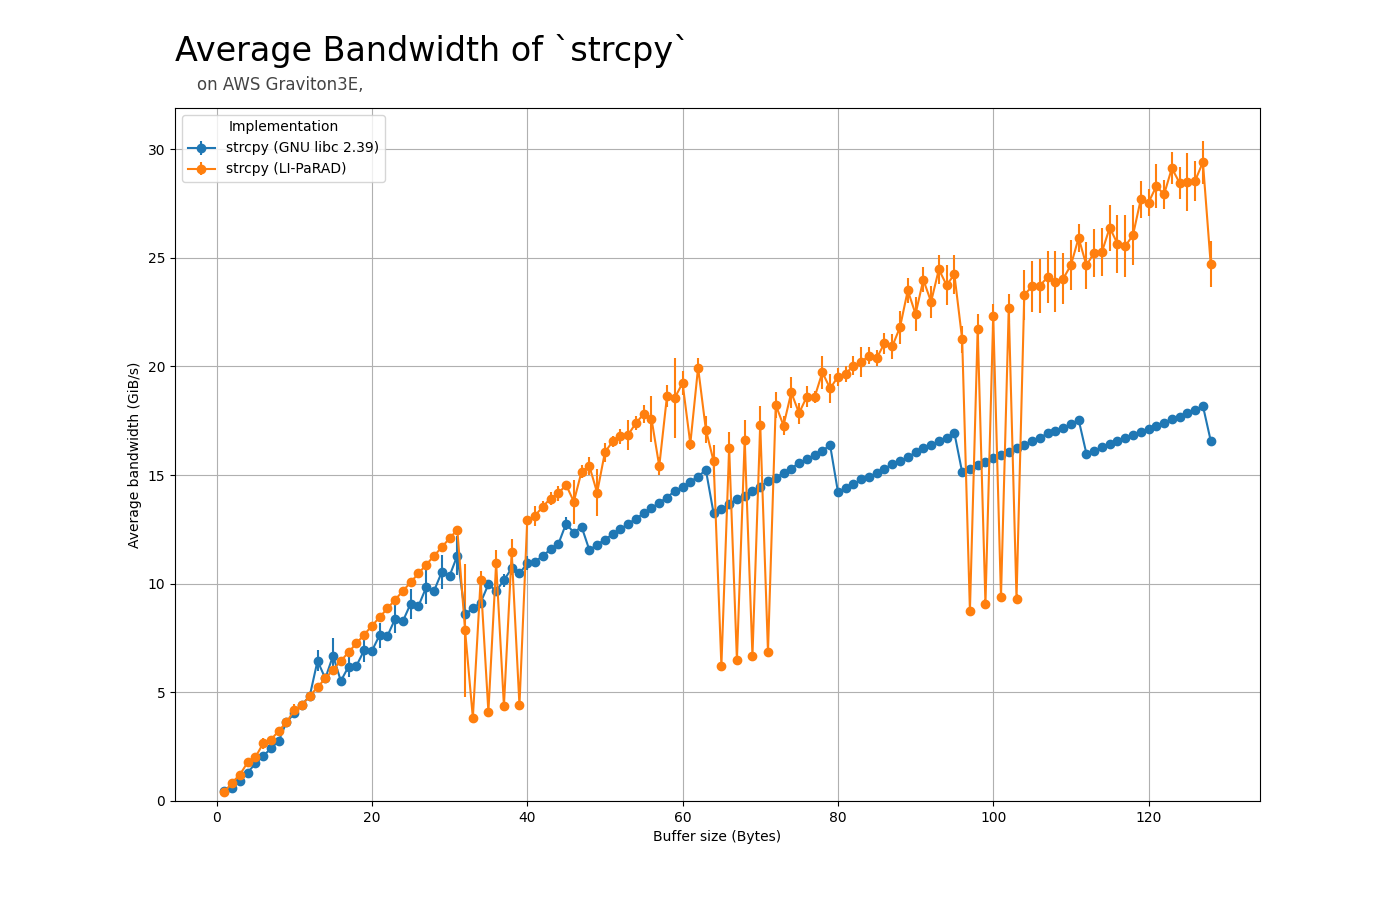 Average Bandwidth of `strcpy`
on AWS Graviton3E,
Implementation
strcpy (GNU libc 2.39)
strcpy (LI-PaRAD)
Average bandwidth (GiB/s)
30
25
20
15
10
5
0
0 20 40 60 80 100 120
Buffer size (Bytes)